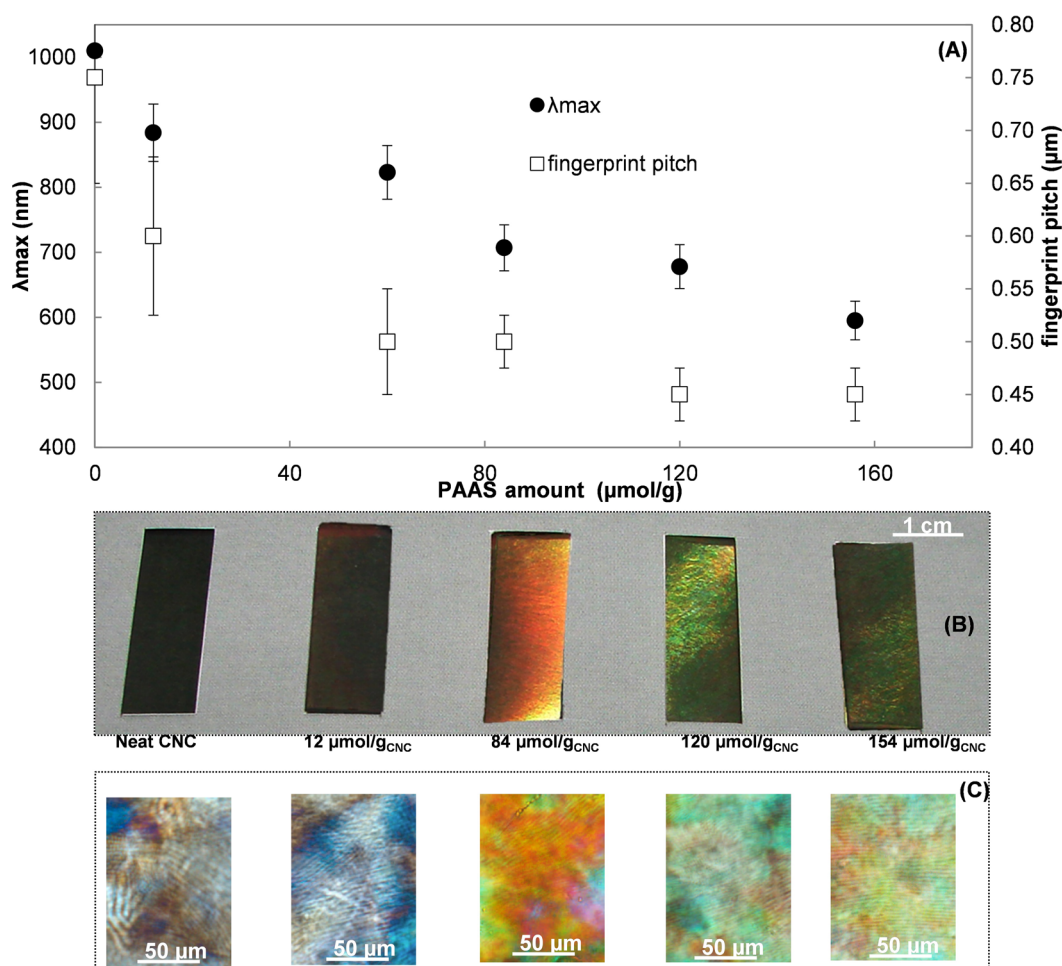 (A)
1000
900
800
700
600
500
400
λmax (nm)
0.80
0.75
0.70
0.65
0.60
0.55
0.50
0.45
0.40
fingerprint pitch (µm)
λmax
fingerprint pitch
0 40 80 120 160
PAAS amount (µmol/g)
1 cm
(B)
Neat CNC 12 µmol/gCNC 84 µmol/gCNC 120 µmol/gCNC 154 µmol/gCNC
(C)
50 µm 50 µm 50 µm 50 µm 50 µm